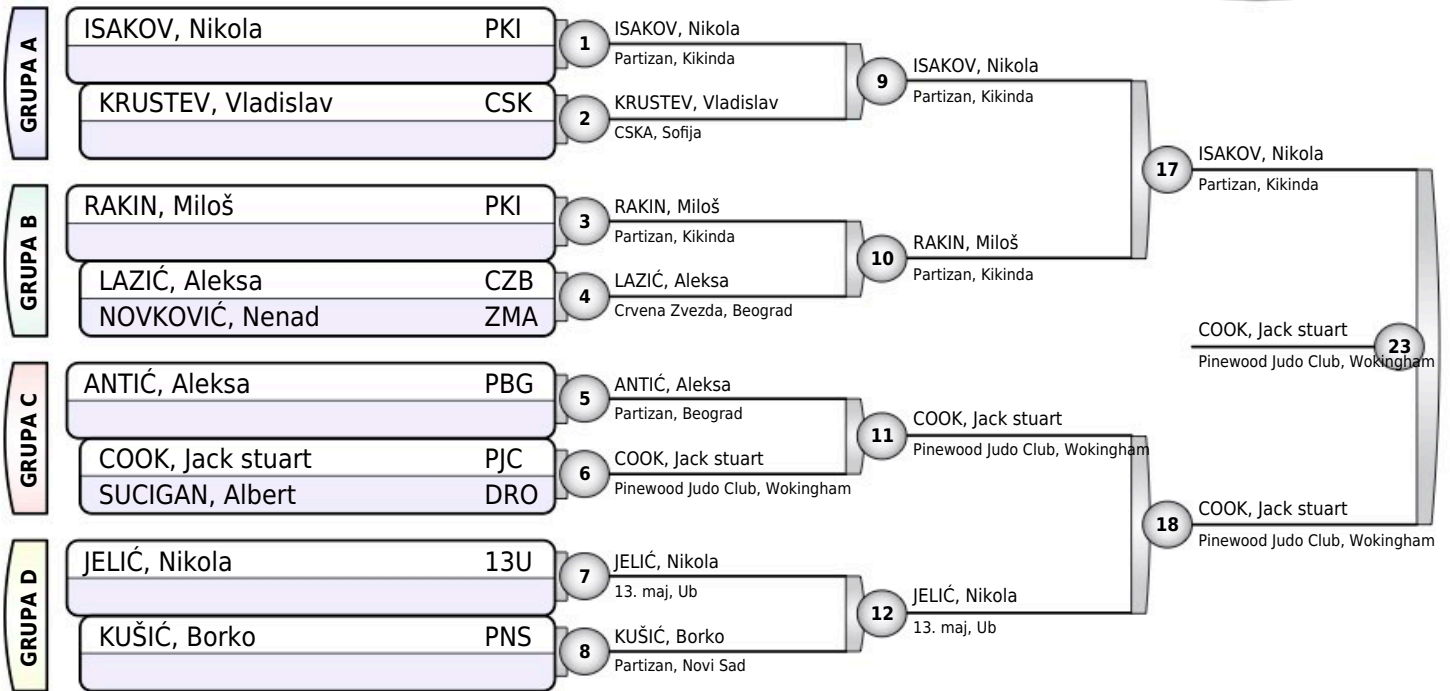 GRUPA A
ISAKOV, Nikola PKI
KRUSTEV, Vladislav CSK
GRUPA B
RAKIN, Miloš PKI
LAZIĆ, Aleksa CZB
NOVKOVIĆ, Nenad ZMA
GRUPA C
ANTIĆ, Aleksa PBG
COOK, Jack stuart PJC
SUCIGAN, Albert DRO
GRUPA D
JELIĆ, Nikola 13U
KUŠIĆ, Borko PNS
1
ISAKOV, Nikola
Partizan, Kikinda
2
KRUSTEV, Vladislav
CSKA, Sofija
3
RAKIN, Miloš
Partizan, Kikinda
4
LAZIĆ, Aleksa
Crvena Zvezda, Beograd
5
ANTIĆ, Aleksa
Partizan, Beograd
6
COOK, Jack stuart
Pinewood Judo Club, Wokingham
7
JELIĆ, Nikola
13. maj, Ub
8
KUŠIĆ, Borko
Partizan, Novi Sad
9
ISAKOV, Nikola
Partizan, Kikinda
10
RAKIN, Miloš
Partizan, Kikinda
11
COOK, Jack stuart
Pinewood Judo Club, Wokingham
12
JELIĆ, Nikola
13. maj, Ub
17
ISAKOV, Nikola
Partizan, Kikinda
18
COOK, Jack stuart
Pinewood Judo Club, Wokingham
COOK, Jack stuart
23
Pinewood Judo Club, Wokingham